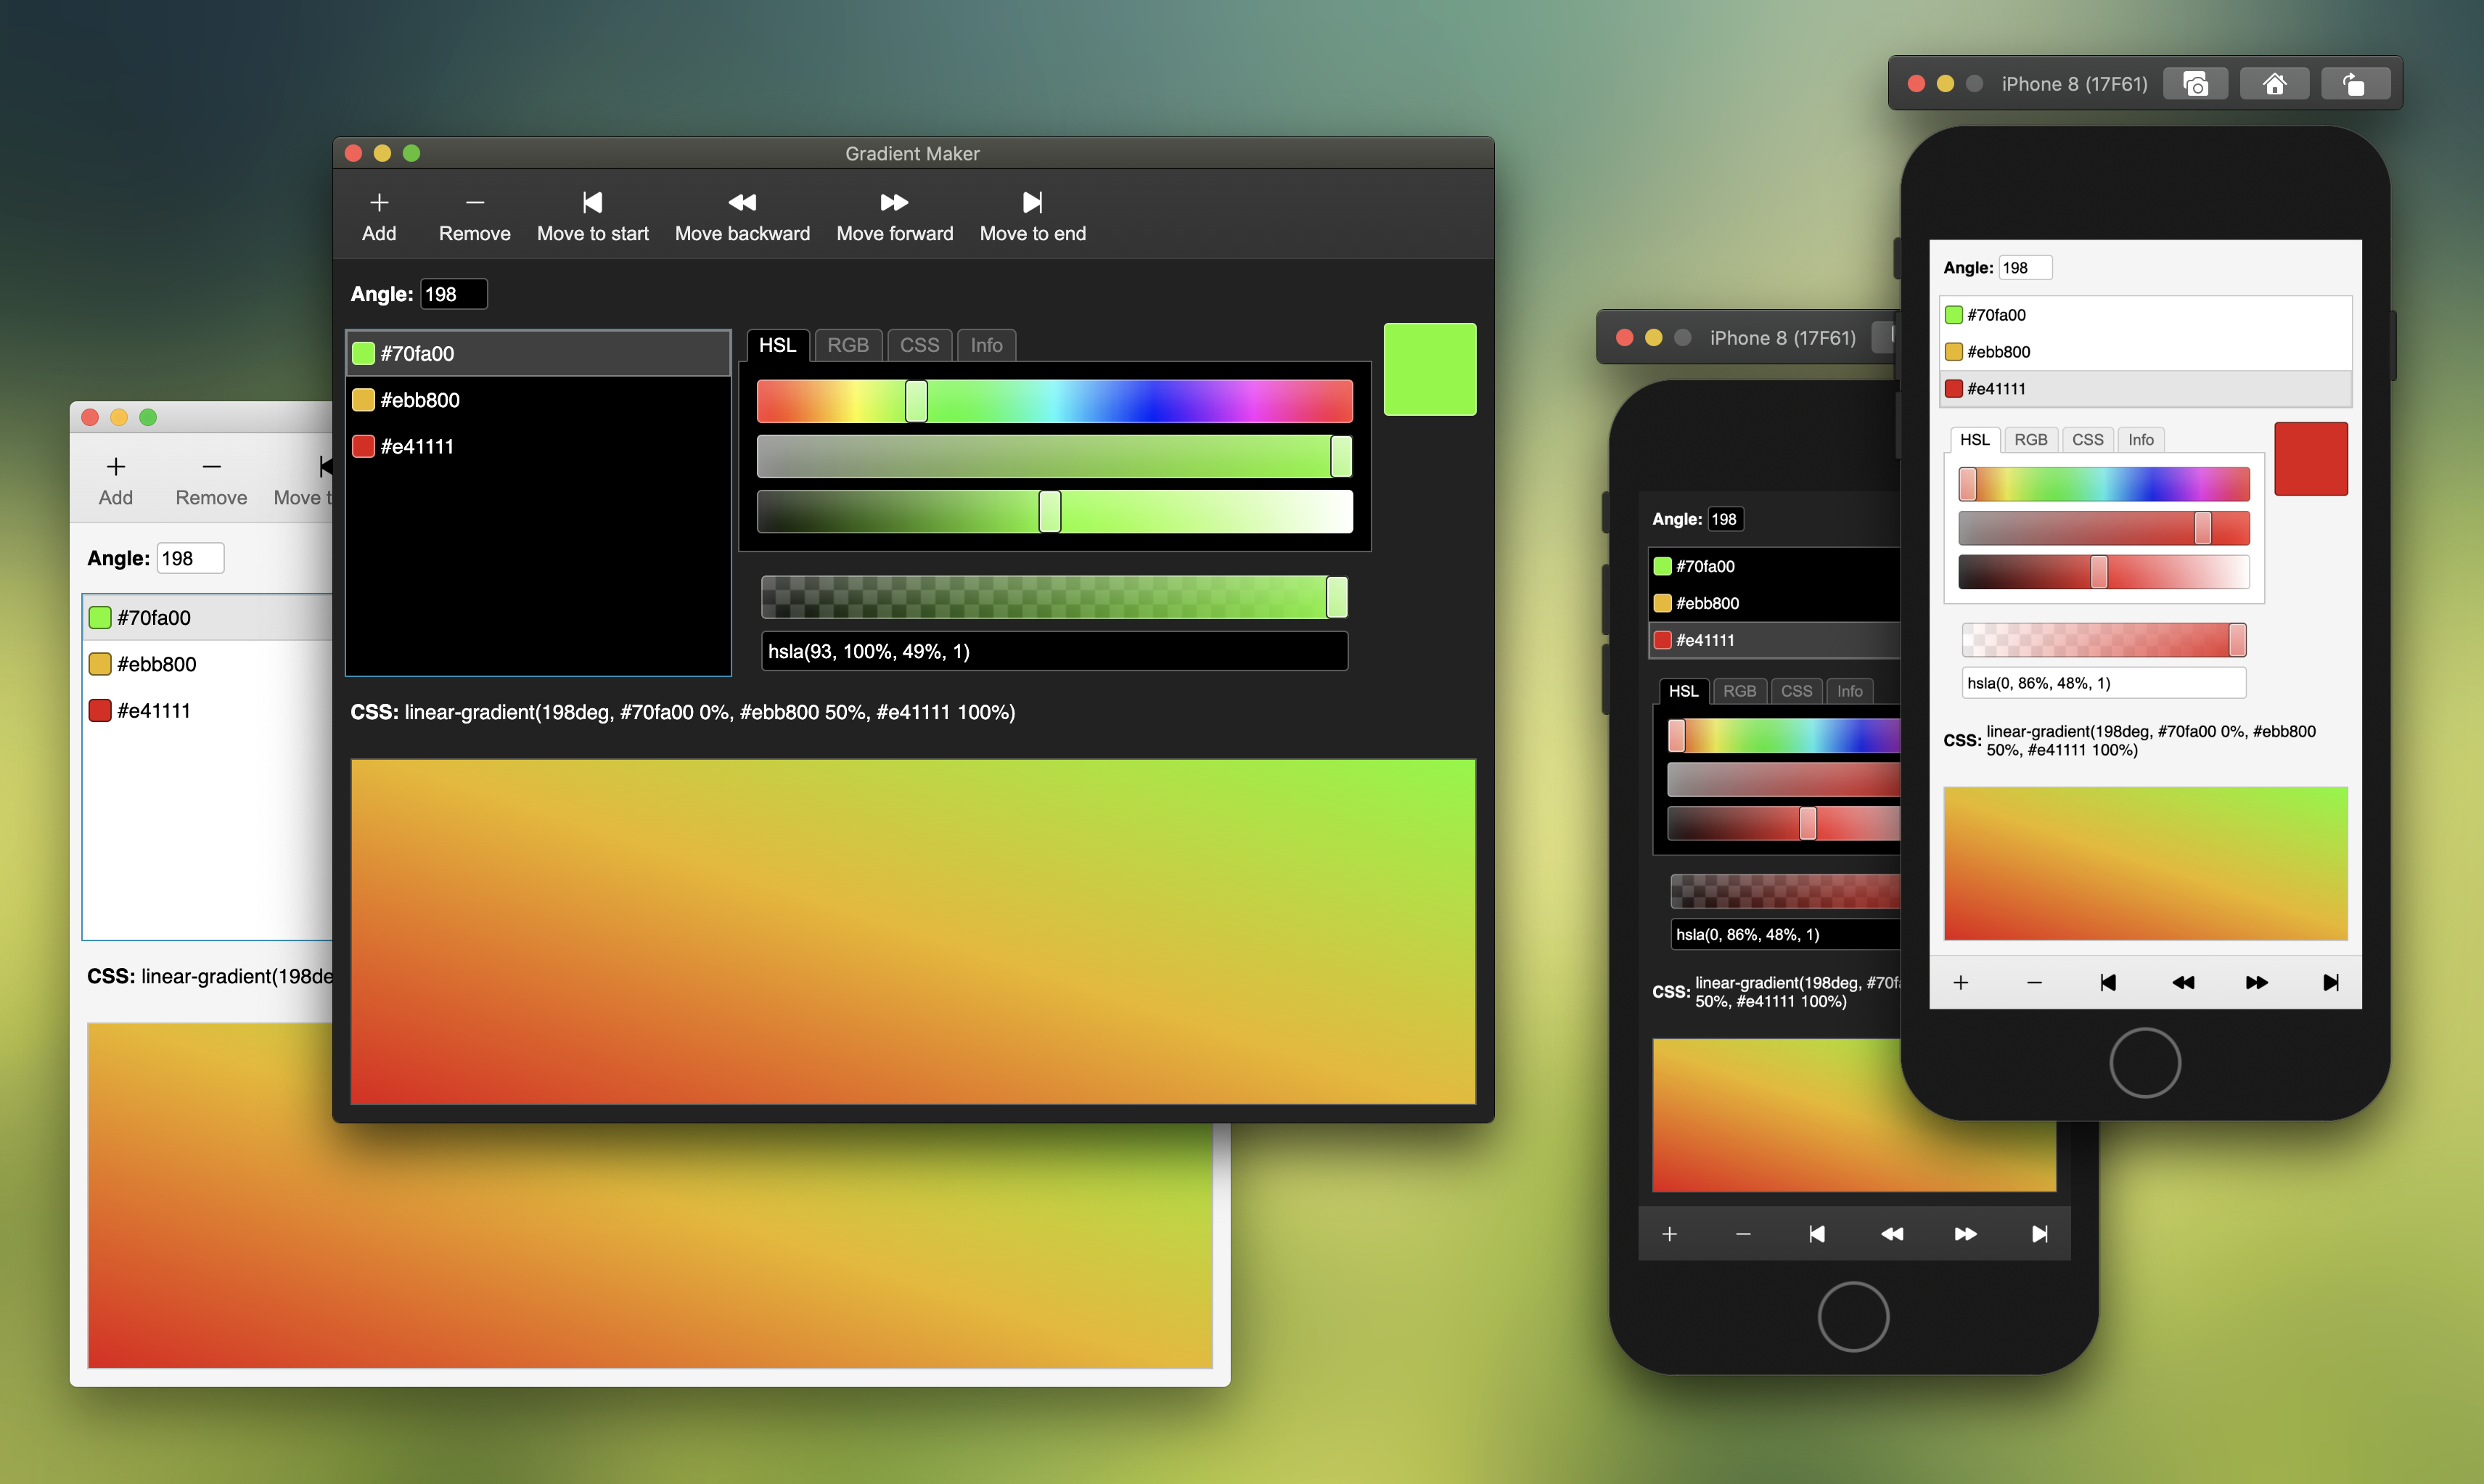 iPhone 8 (17F61)
Gradient Maker
Add
Remove
Move to start
Move backward
Move forward
Move to end
Angle: 198
#70fa00
#ebb800
#e41111
HSL
RGB
CSS
Info
hsla(93, 100%, 49%, 1)
CSS: linear-gradient(198deg, #70fa00 0%, #ebb800 50%, #e41111 100%)
Add
Remove
Move
Angle: 198
#70fa00
#ebb800
#e41111
CSS: linear-gradient(198de
iPhone 8 (17F61)
Angle: 198
#70fa00
#ebb800
#e41111
HSL
RGB
CSS
Info
hsla(0, 86%, 48%, 1)
CSS: linear-gradient(198deg, #70f
50%, #e41111 100%)
Angle: 198
#70fa00
#ebb800
#e41111
HSL
RGB
CSS
Info
hsla(0, 86%, 48%, 1)
CSS: linear-gradient(198deg, #70fa00 0%, #ebb800
50%, #e41111 100%)